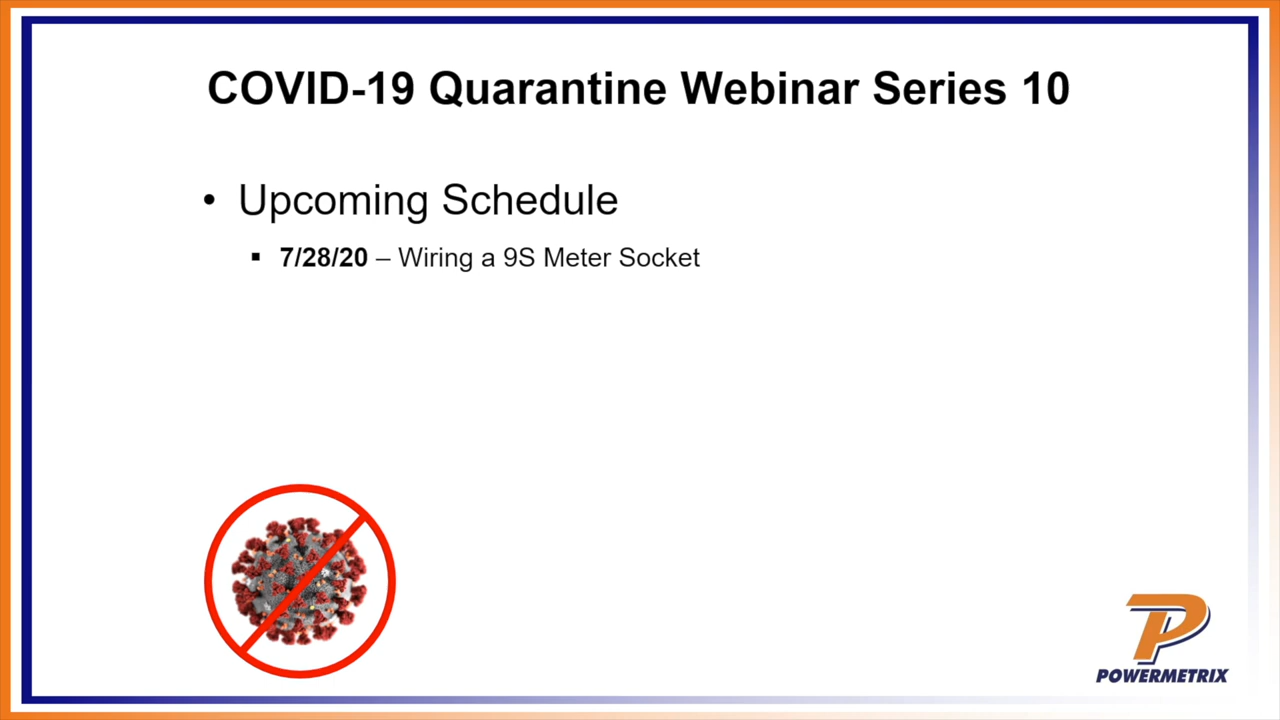 COVID-19 Quarantine Webinar Series 10
• Upcoming Schedule
▪ 7/28/20 – Wiring a 9S Meter Socket
POWERMETRIX